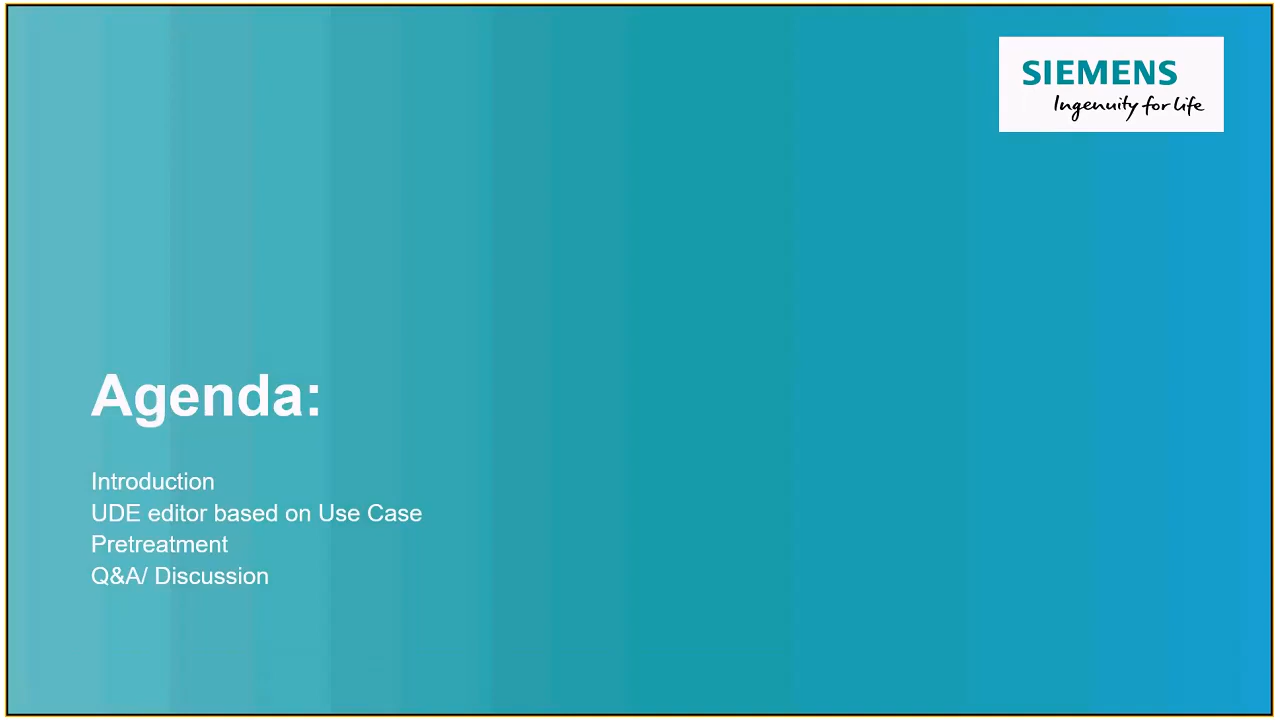 SIEMENS
Ingenuity for life
Agenda:
Introduction
UDE editor based on Use Case
Pretreatment
Q&A/ Discussion